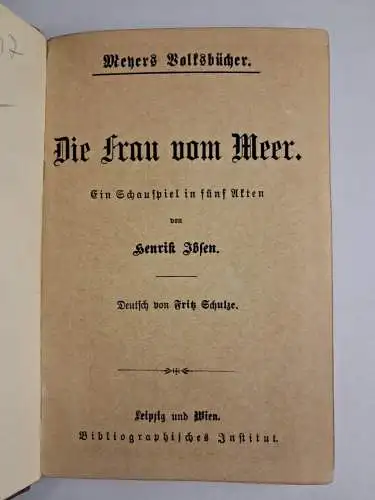 Meyers Volksbücher.
Die Frau vom Meer.
Ein Schauspiel in fünf Akten
von
Henrik Ibsen.
Deutsch von Fritz Schulze.
Leipzig und Wien.
Bibliographisches Institut.